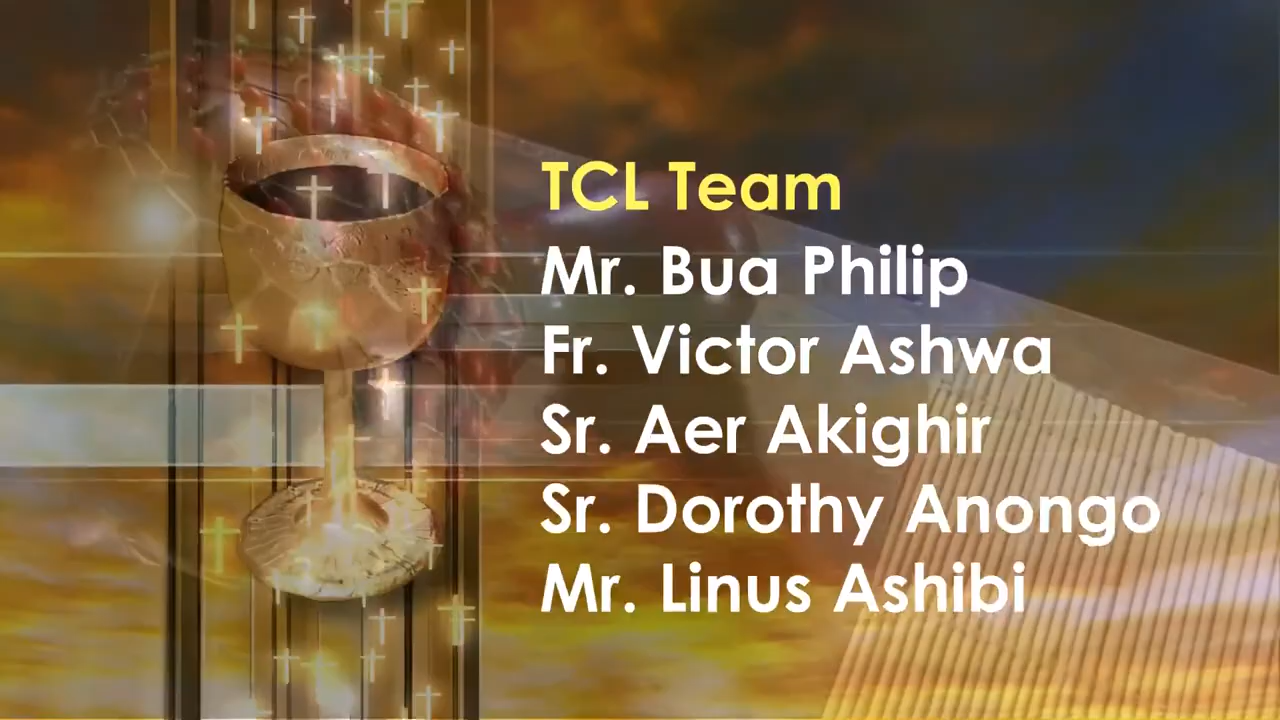 TCL Team
Mr. Bua Philip
Fr. Victor Ashwa
Sr. Aer Akighir
Sr. Dorothy Anongo
Mr. Linus Ashibi